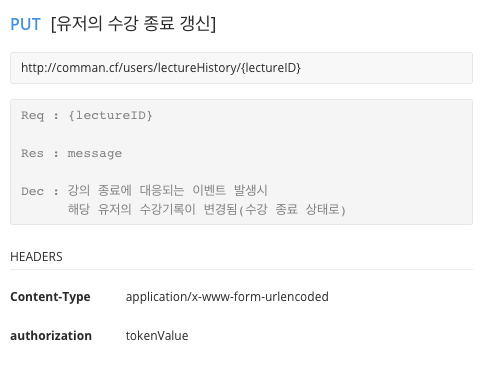 PUT [유저의 수강 종료 갱신]
http://comman.cf/users/lectureHistory/{lectureID}
Req : {lectureID}
Res : message
Dec : 강의 종료에 대응되는 이벤트 발생시
해당 유저의 수강기록이 변경됨(수강 종료 상태로)
HEADERS
Content-Type application/x-www-form-urlencoded
authorization tokenValue